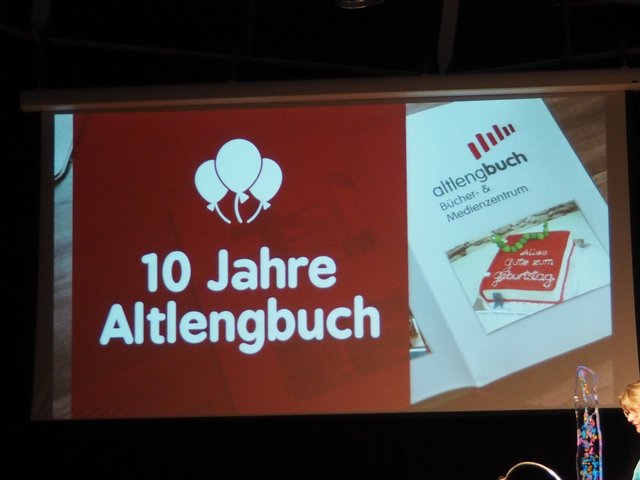 10 Jahre
Altlengbuch
altlengbuch
Bücher- &
Medienzentrum
Alles
gute zum
geburtstag